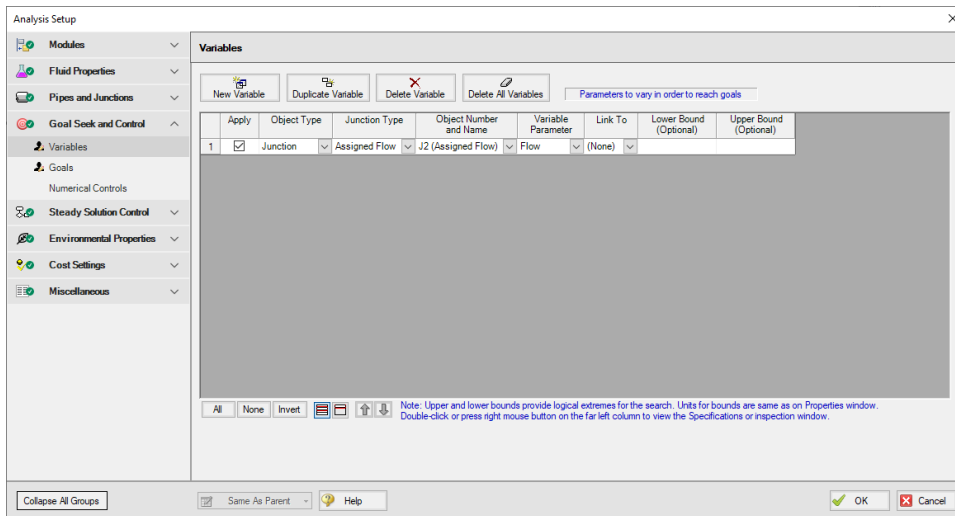 Analysis Setup
Modules
Fluid Properties
Pipes and Junctions
Goal Seek and Control
Variables
Goals
Numerical Controls
Steady Solution Control
Environmental Properties
Cost Settings
Miscellaneous
Collapse All Groups
Variables
New Variable
Duplicate Variable
Delete Variable
Delete All Variables
Parameters to vary in order to reach goals
Apply Object Type Junction Type Object Number and Name Variable Parameter Link To Lower Bound (Optional) Upper Bound (Optional)
1 Junction Assigned Flow J2 (Assigned Flow) Flow (None)
All None Invert
Note: Upper and lower bounds provide logical extremes for the search. Units for bounds are same as on Properties window.
Double-click or press right mouse button on the far left column to view the Specifications or inspection window.
Same As Parent
Help
OK
Cancel